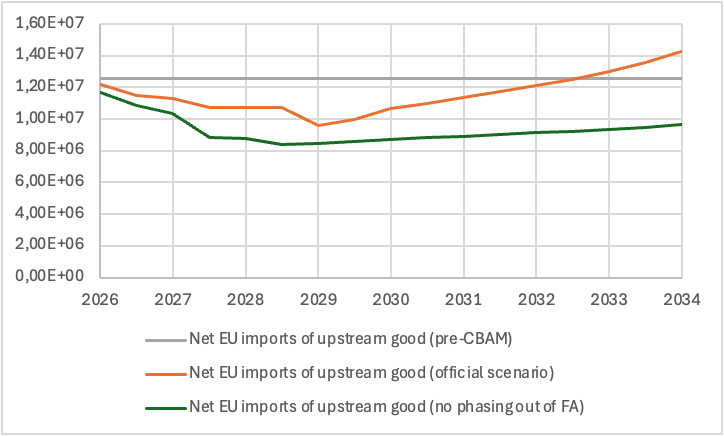 1,60E+07
1,40E+07
1,20E+07
1,00E+07
8,00E+06
6,00E+06
4,00E+06
2,00E+06
0,00E+00
2026 2027 2028 2029 2030 2031 2032 2033 2034
Net EU imports of upstream good (pre-CBAM)
Net EU imports of upstream good (official scenario)
Net EU imports of upstream good (no phasing out of FA)